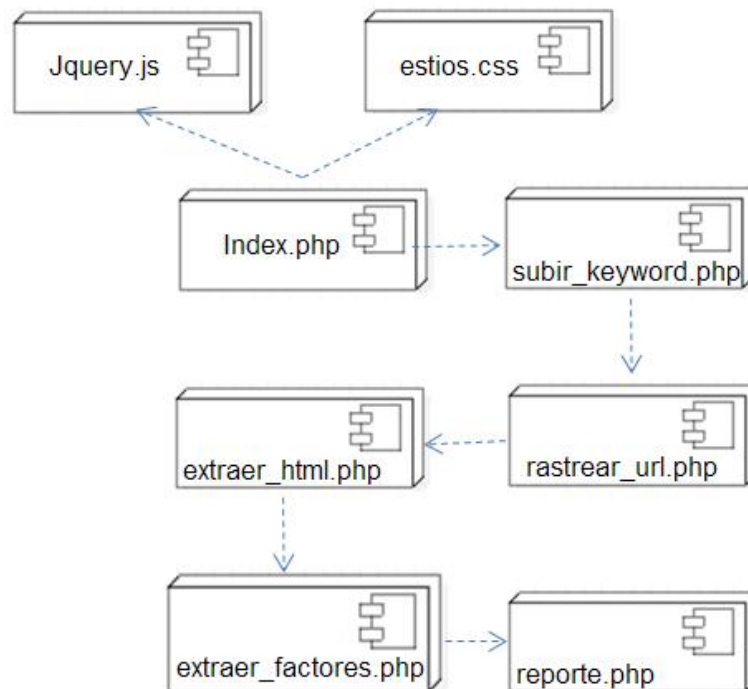 Jquery.js
estios.css
Index.php
subir_keyword.php
extraer_html.php
rastrear_url.php
extraer_factores.php
reporte.php